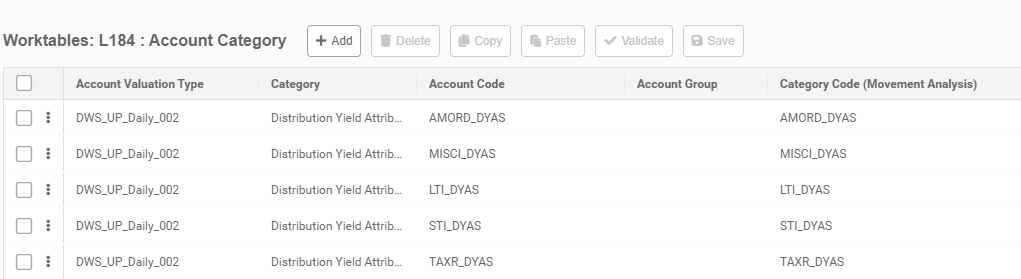 Worktables: L184 : Account Category + Add Delete Copy Paste Validate Save
Account Valuation Type Category Account Code Account Group Category Code (Movement Analysis)
DWS_UP_Daily_002 Distribution Yield Attrib... AMORD_DYAS AMORD_DYAS
DWS_UP_Daily_002 Distribution Yield Attrib... MISCI_DYAS MISCI_DYAS
DWS_UP_Daily_002 Distribution Yield Attrib... LTI_DYAS LTI_DYAS
DWS_UP_Daily_002 Distribution Yield Attrib... STI_DYAS STI_DYAS
DWS_UP_Daily_002 Distribution Yield Attrib... TAXR_DYAS TAXR_DYAS